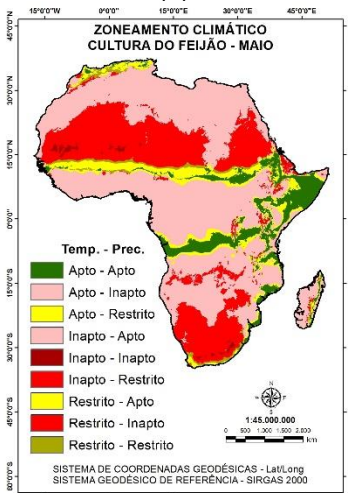 15°0'0"W 0°0'0" 15°0'0"E 30°0'0"E 45°0'0"E
45°0'0"N
ZONEAMENTO CLIMÁTICO
CULTURA DO FEIJÃO - MAIO
30°0'0"N
15°0'0"N
0°0'0"
Temp. - Prec.
Apto - Apto
Apto - Inapto
15°0'0"S
Apto - Restrito
Inapto - Apto
Inapto - Inapto
30°0'0"S
Inapto - Restrito
Restrito - Apto
N
Restrito - Inapto
1:45.000.000
45°0'0"S
0 500 1.000 1.500 2.000
km
Restrito - Restrito
SISTEMA DE COORDENADAS GEODÉSICAS - Lat/Long
SISTEMA GEODÉSICO DE REFERÊNCIA - SIRGAS 2000
60°0'0"S